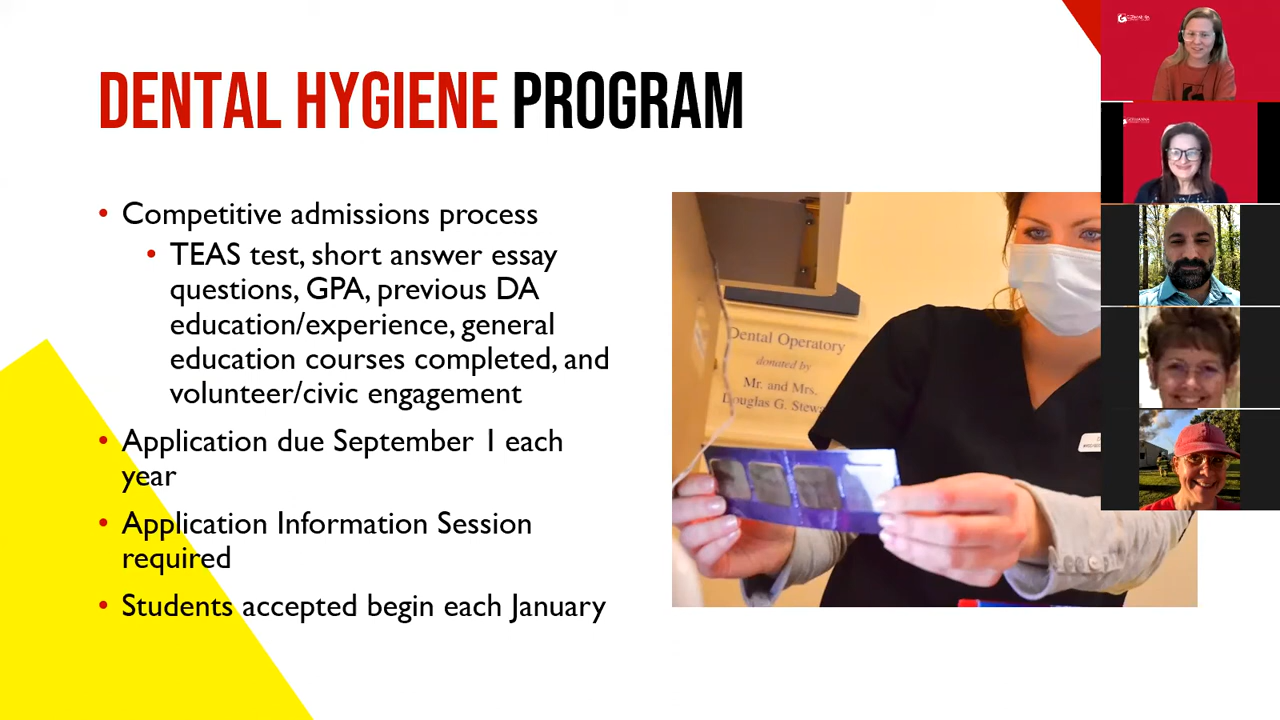 DENTAL HYGIENE PROGRAM
• Competitive admissions process
• TEAS test, short answer essay
questions, GPA, previous DA
education/experience, general
education courses completed, and
volunteer/civic engagement
• Application due September 1 each
year
• Application Information Session
required
• Students accepted begin each January
Dental Operatory
donated by
Mr. and Mrs.
Douglas G. Stew